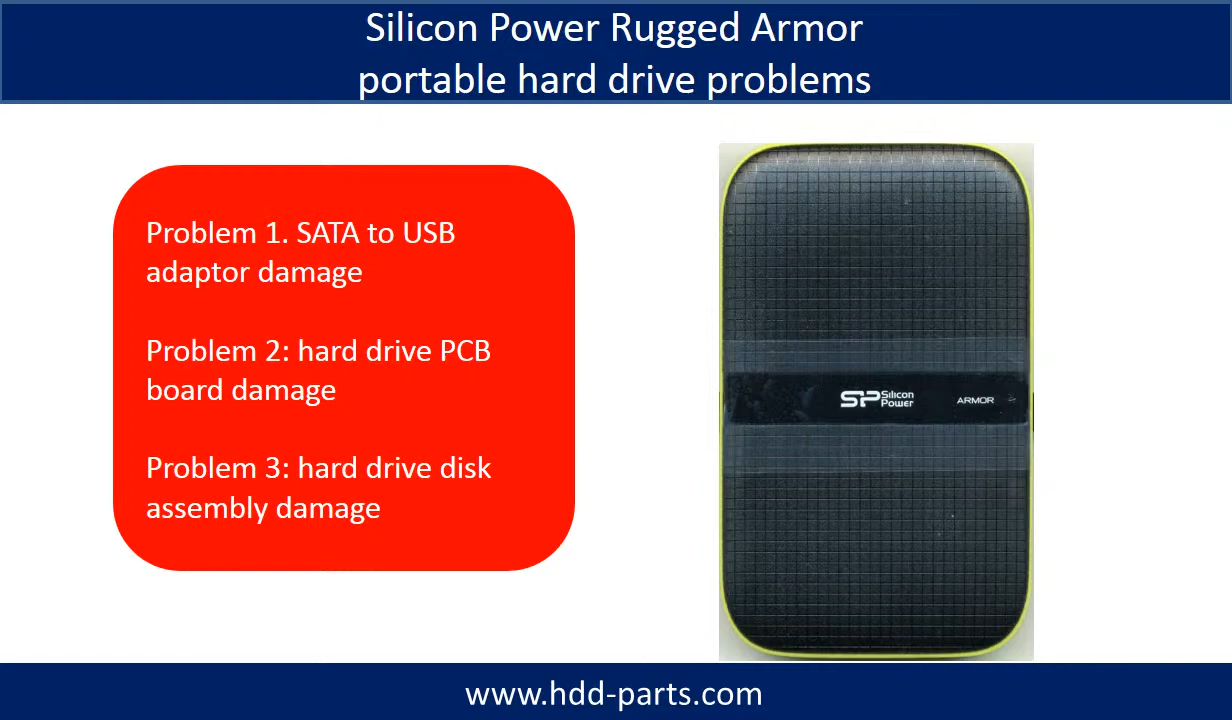 Silicon Power Rugged Armor
portable hard drive problems
Problem 1. SATA to USB
adaptor damage
Problem 2: hard drive PCB
board damage
Problem 3: hard drive disk
assembly damage
SP Silicon
Power
ARMOR
www.hdd-parts.com